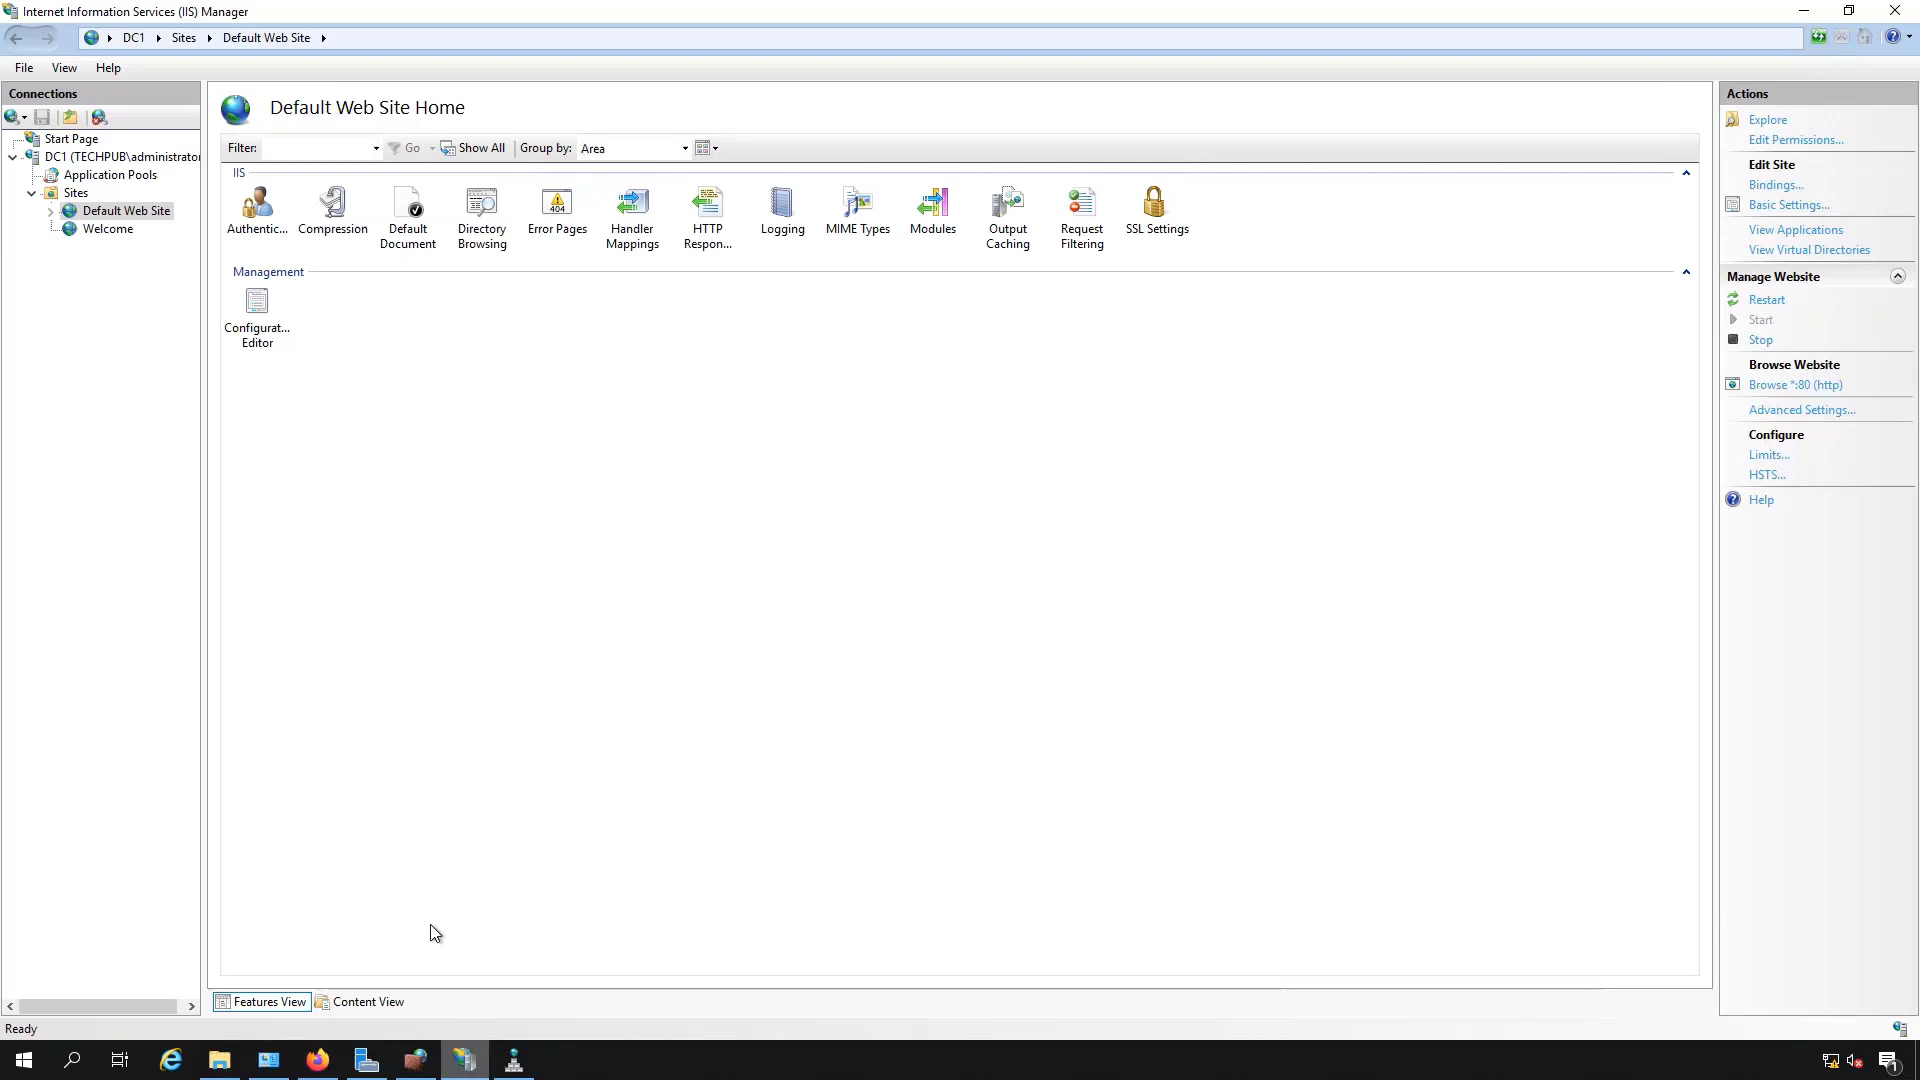 Internet Information Services (IIS) Manager
DC1 Sites Default Web Site
File View Help
Connections
Start Page
DC1 (TECHPUB\administrator
Application Pools
Sites
Default Web Site
Welcome
Default Web Site Home
Filter: Go Show All Group by: Area
IIS
Authentic...
Compression
Default
Document
Directory
Browsing
Error Pages
Handler
Mappings
HTTP
Respon...
Logging
MIME Types
Modules
Output
Caching
Request
Filtering
SSL Settings
404
Management
Configurat...
Editor
Features View
Content View
Actions
Explore
Edit Permissions...
Edit Site
Bindings...
Basic Settings...
View Applications
View Virtual Directories
Manage Website
Restart
Start
Stop
Browse Website
Browse *:80 (http)
Advanced Settings...
Configure
Limits...
HSTS...
Help
Ready
1